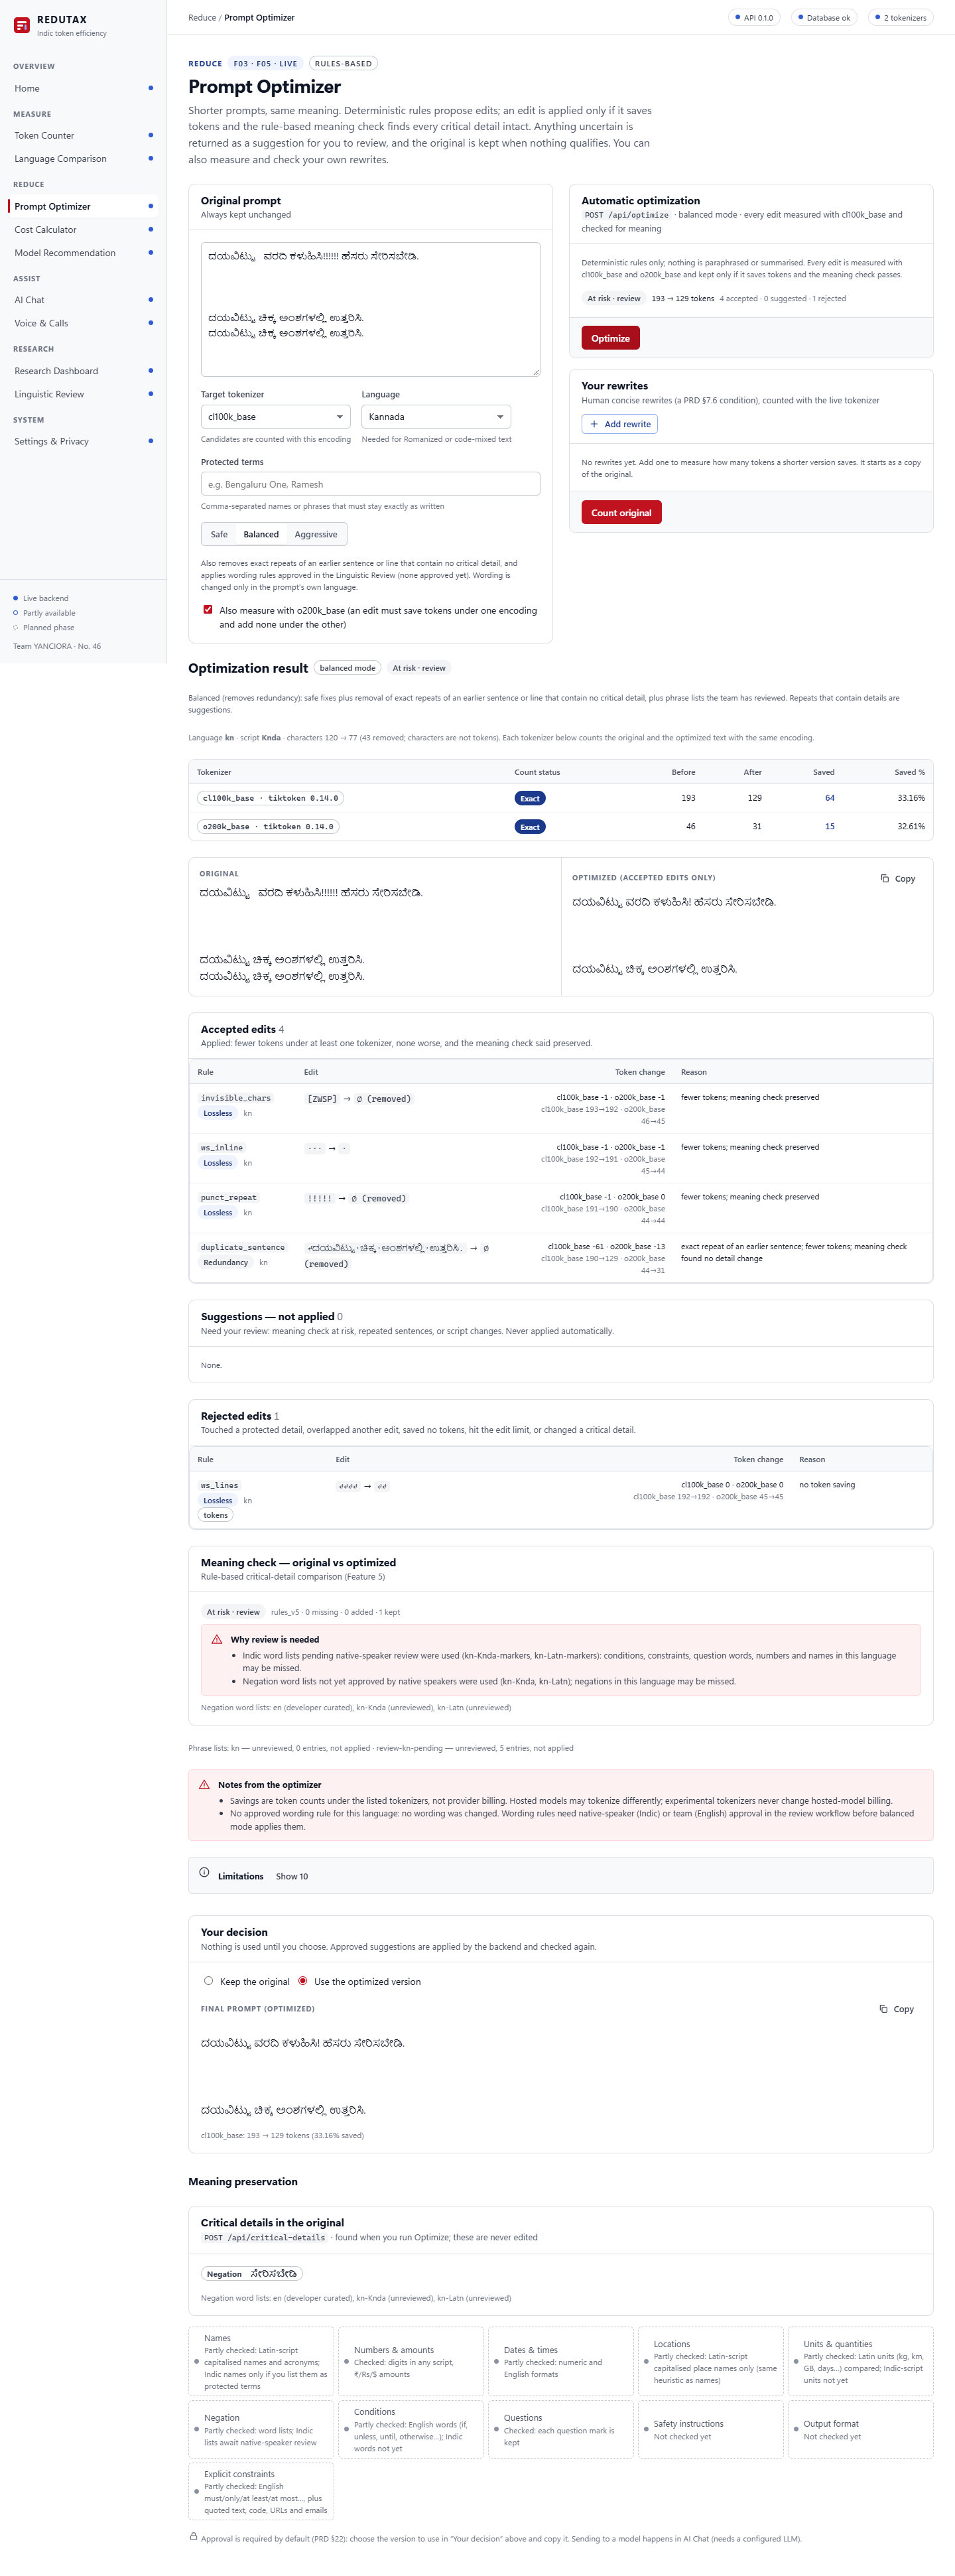 REDUTAX
Indic token efficiency
OVERVIEW
Home
MEASURE
Token Counter
Language Comparison
REDUCE
Prompt Optimizer
Cost Calculator
Model Recommendation
ASSIST
AI Chat
Voice & Calls
RESEARCH
Research Dashboard
Linguistic Review
SYSTEM
Settings & Privacy
Live backend
Partly available
Planned phase
Team YANCIORA · No. 46
Reduce / Prompt Optimizer
API 0.1.0
Database ok
2 tokenizers
REDUCE F03 · F05 · LIVE RULES-BASED
Prompt Optimizer
Shorter prompts, same meaning. Deterministic rules propose edits; an edit is applied only if it saves
tokens and the rule-based meaning check finds every critical detail intact. Anything uncertain is
returned as a suggestion for you to review, and the original is kept when nothing qualifies. You can
also measure and check your own rewrites.
Original prompt
Always kept unchanged
ದಯವಿಟ್ಟು   ವರದಿ ಕಳುಹಿಸಿ!!!!!! ಹೆಸರು ಸೇರಿಸಬೇಡಿ.
ದಯವಿಟ್ಟು ಚಿಕ್ಕ ಅಂಶಗಳಲ್ಲಿ ಉತ್ತರಿಸಿ.
ದಯವಿಟ್ಟು ಚಿಕ್ಕ ಅಂಶಗಳಲ್ಲಿ ಉತ್ತರಿಸಿ.
Target tokenizer
cl100k_base
Candidates are counted with this encoding
Language
Kannada
Needed for Romanized or code-mixed text
Protected terms
e.g. Bengaluru One, Ramesh
Comma-separated names or phrases that must stay exactly as written
Safe Balanced Aggressive
Also removes exact repeats of an earlier sentence or line that contain no critical detail, and
applies wording rules approved in the Linguistic Review (none approved yet). Wording is
changed only in the prompt's own language.
Also measure with o200k_base (an edit must save tokens under one encoding
and add none under the other)
Automatic optimization
POST /api/optimize · balanced mode · every edit measured with cl100k_base and
checked for meaning
Deterministic rules only; nothing is paraphrased or summarised. Every edit is measured with
cl100k_base and o200k_base and kept only if it saves tokens and the meaning check passes.
At risk · review 193 → 129 tokens 4 accepted · 0 suggested · 1 rejected
Optimize
Your rewrites
Human concise rewrites (a PRD §7.6 condition), counted with the live tokenizer
+ Add rewrite
No rewrites yet. Add one to measure how many tokens a shorter version saves. It starts as a copy
of the original.
Count original
Optimization result balanced mode At risk · review
Balanced (removes redundancy): safe fixes plus removal of exact repeats of an earlier sentence or line that contain no critical detail, plus phrase lists the team has reviewed. Repeats that contain details are
suggestions.
Language kn · script Knda · characters 120 → 77 (43 removed; characters are not tokens). Each tokenizer below counts the original and the optimized text with the same encoding.
Tokenizer Count status Before After Saved Saved %
cl100k_base · tiktoken 0.14.0 Exact 193 129 64 33.16%
o200k_base · tiktoken 0.14.0 Exact 46 31 15 32.61%
ORIGINAL
ದಯವಿಟ್ಟು   ವರದಿ ಕಳುಹಿಸಿ!!!!!! ಹೆಸರು ಸೇರಿಸಬೇಡಿ.
ದಯವಿಟ್ಟು ಚಿಕ್ಕ ಅಂಶಗಳಲ್ಲಿ ಉತ್ತರಿಸಿ.
ದಯವಿಟ್ಟು ಚಿಕ್ಕ ಅಂಶಗಳಲ್ಲಿ ಉತ್ತರಿಸಿ.
OPTIMIZED (ACCEPTED EDITS ONLY)
Copy
ದಯವಿಟ್ಟು ವರದಿ ಕಳುಹಿಸಿ! ಹೆಸರು ಸೇರಿಸಬೇಡಿ.
ದಯವಿಟ್ಟು ಚಿಕ್ಕ ಅಂಶಗಳಲ್ಲಿ ಉತ್ತರಿಸಿ.
Accepted edits 4
Applied: fewer tokens under at least one tokenizer, none worse, and the meaning check said preserved.
Rule Edit Token change Reason
invisible_chars [ZWSP] → ∅ (removed) cl100k_base -1 · o200k_base -1 fewer tokens; meaning check preserved
Lossless kn cl100k_base 193→192 · o200k_base
46→45
ws_inline ··· → · cl100k_base -1 · o200k_base -1 fewer tokens; meaning check preserved
Lossless kn cl100k_base 192→191 · o200k_base
45→44
punct_repeat !!!!! → ∅ (removed) cl100k_base -1 · o200k_base 0 fewer tokens; meaning check preserved
Lossless kn cl100k_base 191→190 · o200k_base
44→44
duplicate_sentence ↲ದಯವಿಟ್ಟು·ಚಿಕ್ಕ·ಅಂಶಗಳಲ್ಲಿ·ಉತ್ತರಿಸಿ. → ∅ cl100k_base -61 · o200k_base -13 exact repeat of an earlier sentence; fewer tokens; meaning check
Redundancy kn (removed) cl100k_base 190→129 · o200k_base found no detail change
44→31
Suggestions — not applied 0
Need your review: meaning check at risk, repeated sentences, or script changes. Never applied automatically.
None.
Rejected edits 1
Touched a protected detail, overlapped another edit, saved no tokens, hit the edit limit, or changed a critical detail.
Rule Edit Token change Reason
ws_lines ↲↲↲↲ → ↲↲ cl100k_base 0 · o200k_base 0 no token saving
Lossless kn cl100k_base 192→192 · o200k_base 45→45
tokens
Meaning check — original vs optimized
Rule-based critical-detail comparison (Feature 5)
At risk · review rules_v5 · 0 missing · 0 added · 1 kept
Why review is needed
• Indic word lists pending native-speaker review were used (kn-Knda-markers, kn-Latn-markers): conditions, constraints, question words, numbers and names in this language
may be missed.
• Negation word lists not yet approved by native speakers were used (kn-Knda, kn-Latn); negations in this language may be missed.
Negation word lists: en (developer curated), kn-Knda (unreviewed), kn-Latn (unreviewed)
Phrase lists: kn — unreviewed, 0 entries, not applied · review-kn-pending — unreviewed, 5 entries, not applied
Notes from the optimizer
• Savings are token counts under the listed tokenizers, not provider billing. Hosted models may tokenize differently; experimental tokenizers never change hosted-model billing.
• No approved wording rule for this language: no wording was changed. Wording rules need native-speaker (Indic) or team (English) approval in the review workflow before balanced
mode applies them.
Limitations Show 10
Your decision
Nothing is used until you choose. Approved suggestions are applied by the backend and checked again.
Keep the original Use the optimized version
FINAL PROMPT (OPTIMIZED)
Copy
ದಯವಿಟ್ಟು ವರದಿ ಕಳುಹಿಸಿ! ಹೆಸರು ಸೇರಿಸಬೇಡಿ.
ದಯವಿಟ್ಟು ಚಿಕ್ಕ ಅಂಶಗಳಲ್ಲಿ ಉತ್ತರಿಸಿ.
cl100k_base: 193 → 129 tokens (33.16% saved)
Meaning preservation
Critical details in the original
POST /api/critical-details · found when you run Optimize; these are never edited
Negation ಸೇರಿಸಬೇಡಿ
Negation word lists: en (developer curated), kn-Knda (unreviewed), kn-Latn (unreviewed)
Names
Partly checked: Latin-script
capitalised names and acronyms;
Indic names only if you list them as
protected terms
Numbers & amounts
Partly checked: digits in any script,
₹/Rs/$ amounts
Dates & times
Partly checked: numeric and
English formats
Locations
Partly checked: Latin-script
capitalised place names only (same
heuristic as names)
Units & quantities
Partly checked: Latin units (kg, km,
GB, days...) compared; Indic-script
units not yet
Negation
Partly checked: word lists; Indic
lists await native-speaker review
Conditions
Partly checked: English words (if,
unless, until, otherwise...); Indic
words not yet
Questions
Checked: each question mark is
kept
Safety instructions
Not checked yet
Output format
Not checked yet
Explicit constraints
Partly checked: English
must/only/at least/at most..., plus
quoted text, code, URLs and emails
Approval is required by default (PRD §22): choose the version to use in "Your decision" above and copy it. Sending to a model happens in AI Chat (needs a configured LLM).